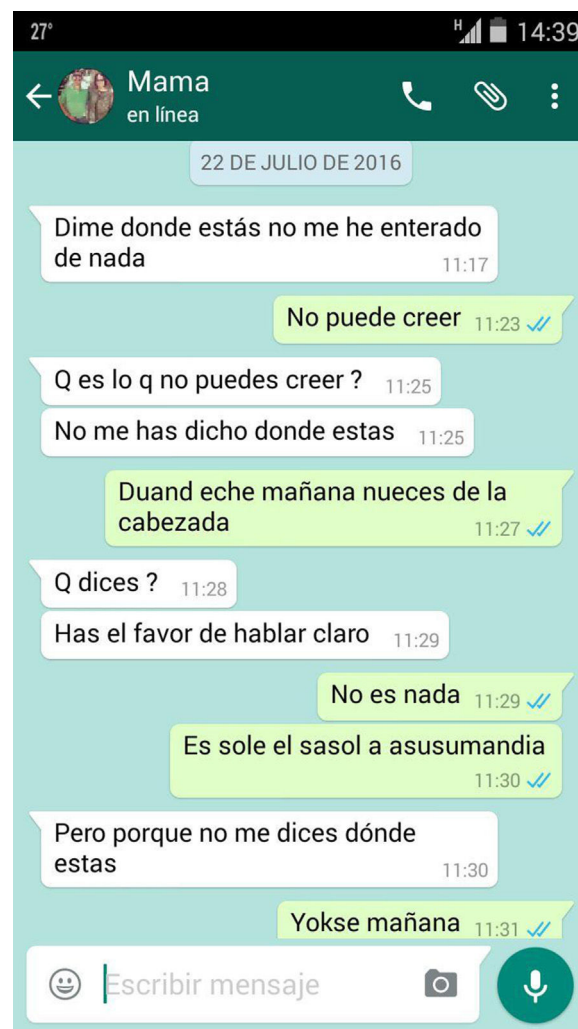 27° H 14:39
Mama
en línea
22 DE JULIO DE 2016
Dime donde estás no me he enterado
de nada 11:17
No puede creer 11:23
Q es lo q no puedes creer ? 11:25
No me has dicho donde estas 11:25
Duand eche mañana nueces de la
cabezada 11:27
Q dices ? 11:28
Has el favor de hablar claro 11:29
No es nada 11:29
Es sole el sasol a asusumandia
11:30
Pero porque no me dices dónde
estas 11:30
Yokse mañana 11:31
Escribir mensaje